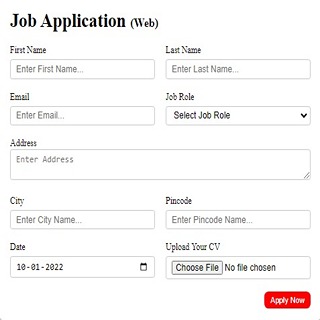 Job Application (Web)
First Name Last Name
Enter First Name... Enter Last Name...
Email Job Role
Enter Email... Select Job Role
Address
Enter Address
City Pincode
Enter City Name... Enter Pincode Name...
Date Upload Your CV
10-01-2022 Choose File No file chosen
Apply Now